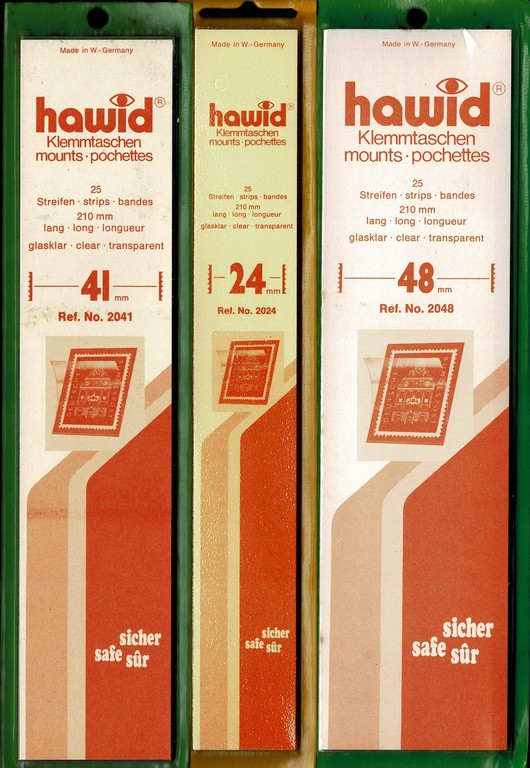 Made in W.-Germany
hawid®
Klemmtaschen
mounts · pochettes
25
Streifen · strips · bandes
210 mm
lang · long · longueur
glasklar · clear · transparent
41 mm
Ref. No. 2041
sicher
safe sûr
Made in W.-Germany
hawid®
Klemmtaschen
mounts · pochettes
25
Streifen · strips · bandes
210 mm
lang · long · longueur
glasklar · clear · transparent
24 mm
Ref. No. 2024
sicher
safe sûr
Made in W.-Germany
hawid®
Klemmtaschen
mounts · pochettes
25
Streifen · strips · bandes
210 mm
lang · long · longueur
glasklar · clear · transparent
48 mm
Ref. No. 2048
sicher
safe sûr